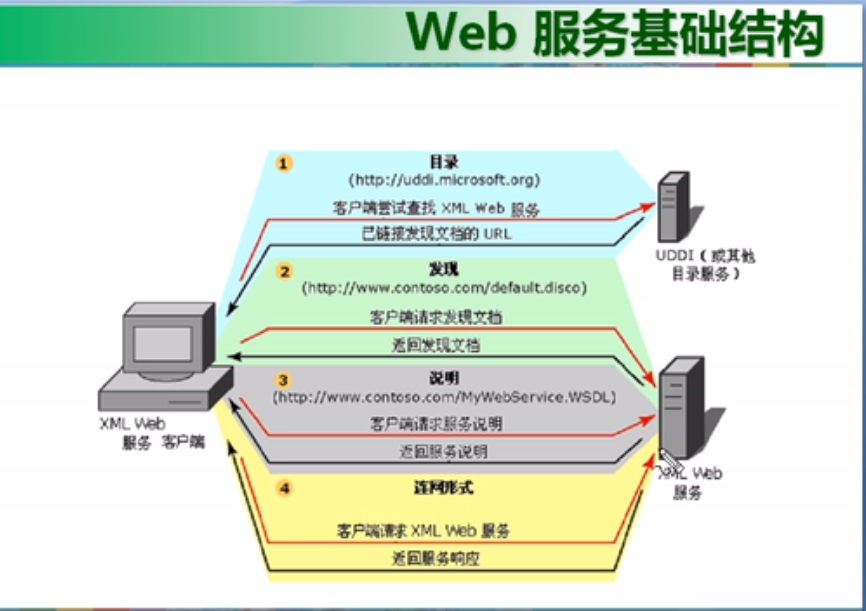 Web 服务基础结构
1
目录
(http://uddi.microsoft.org)
客户端尝试查找 XML Web 服务
已链接发现文档的 URL
UDDI（或其他
目录服务）
2
发现
(http://www.contoso.com/default.disco)
客户端请求发现文档
返回发现文档
3
说明
(http://www.contoso.com/MyWebService.WSDL)
客户端请求服务说明
返回服务说明
XML Web
服务 客户端
XML Web
服务
4
连网形式
客户端请求 XML Web 服务
返回服务响应